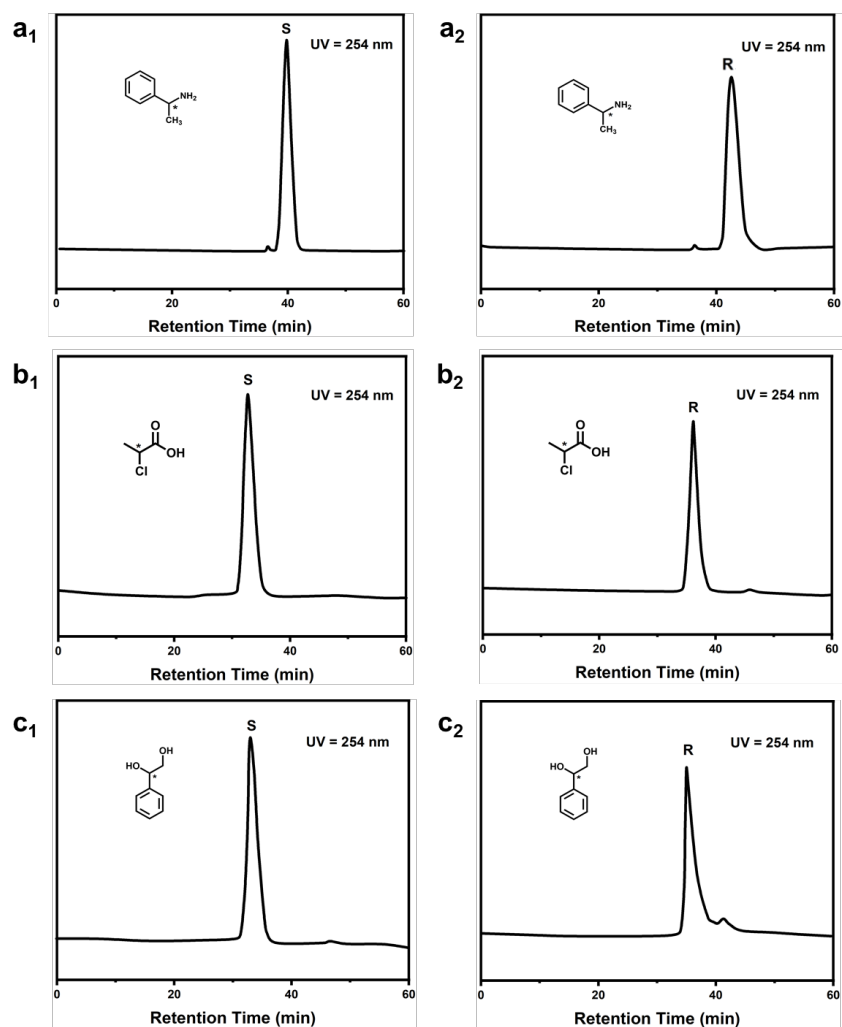 a1
S
UV = 254 nm
NH2
*
CH3
0 20 40 60
Retention Time (min)
a2
R
UV = 254 nm
NH2
*
CH3
0 20 40 60
Retention Time (min)
b1
S
UV = 254 nm
O
*
OH
Cl
0 20 40 60
Retention Time (min)
b2
R
UV = 254 nm
O
*
OH
Cl
0 20 40 60
Retention Time (min)
c1
S
UV = 254 nm
OH
HO
*
0 20 40 60
Retention Time (min)
c2
R
UV = 254 nm
OH
HO
*
0 20 40 60
Retention Time (min)